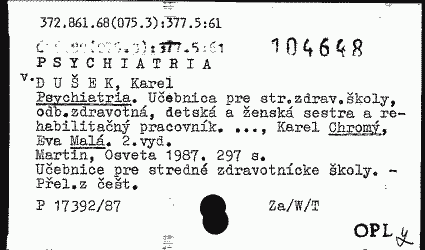 372.861.68(075.3):377.5:61
104648
P S Y C H I A T R I A
v. D U Š E K, Karel
Psychiatria. Učebnica pre str.zdrav.školy,
odb.zdravotná, detská a ženská sestra a re-
habilitačný pracovník. ..., Karel Chromý,
Eva Malá. 2.vyd.
Martin, Osveta 1987. 297 s.
Učebnice pre stredné zdravotnícke školy. -
Přel.z češt.
P 17392/87 Za/W/T
OPL